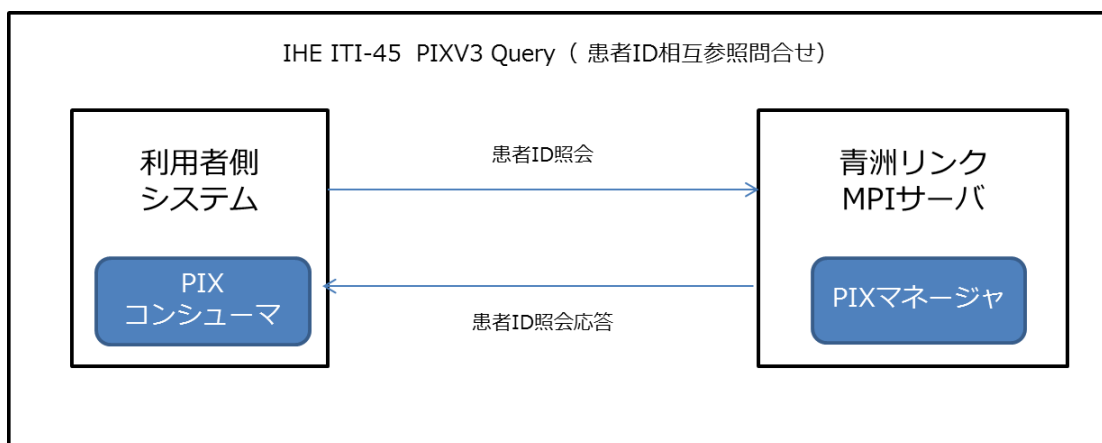 IHE ITI-45 PIXV3 Query（ 患者ID相互参照問合せ）
利用者側
システム
患者ID照会
青洲リンク
MPIサーバ
PIX
コンシューマ
患者ID照会応答
PIXマネージャ